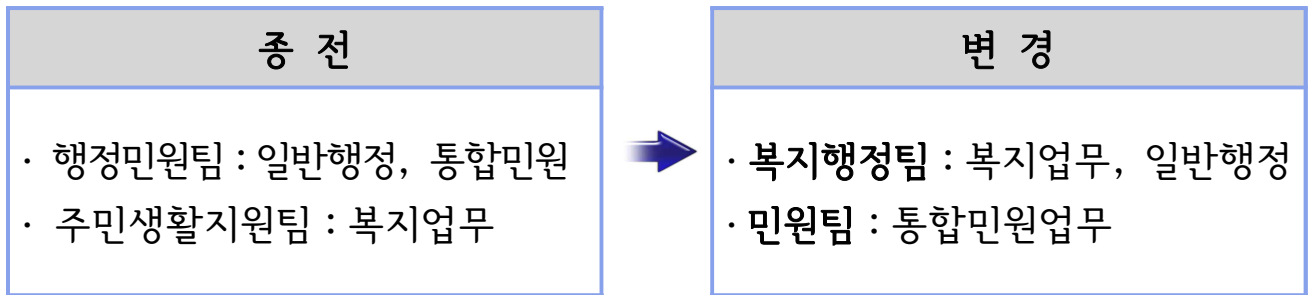 종 전
· 행정민원팀 : 일반행정, 통합민원
· 주민생활지원팀 : 복지업무
변 경
· 복지행정팀 : 복지업무, 일반행정
· 민원팀 : 통합민원업무